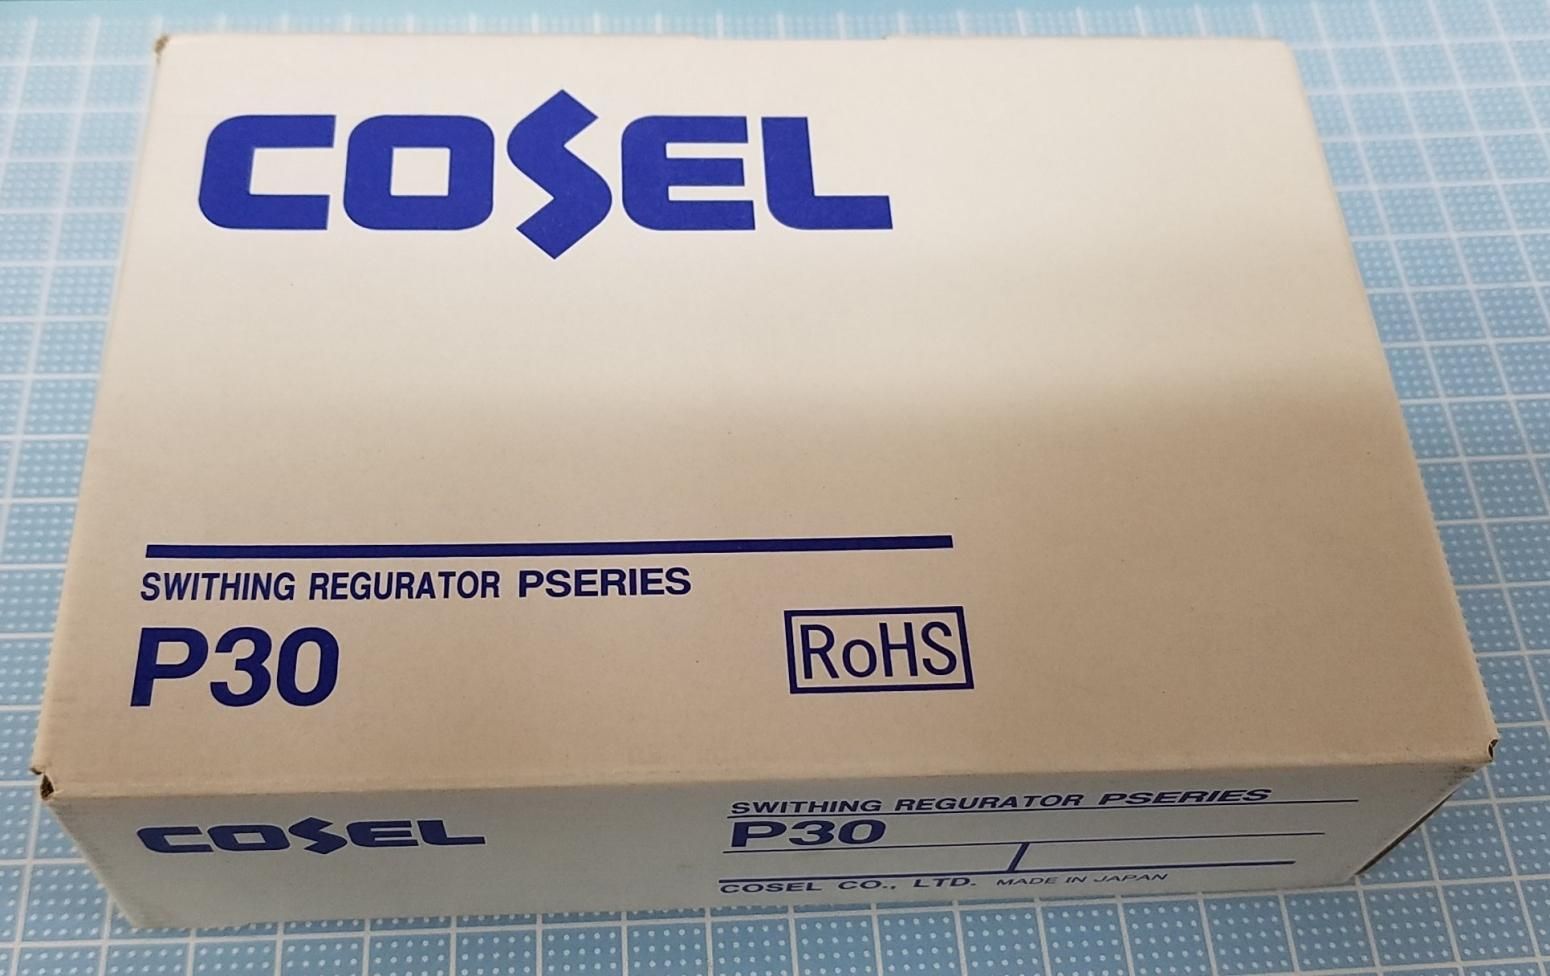 COSEL
SWITHING REGURATOR PSERIES
P30
RoHS
COSEL
SWITHING REGURATOR PSERIES
P30
COSEL CO., LTD. MADE IN JAPAN